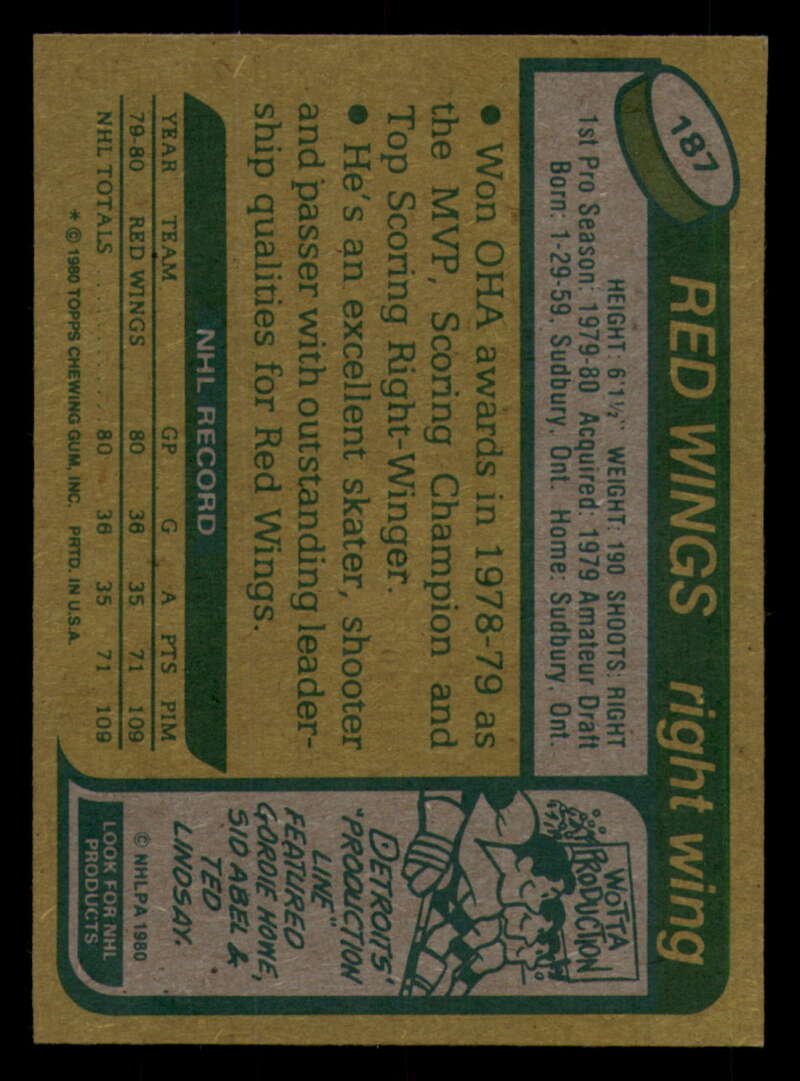 187
RED WINGS right wing
HEIGHT: 6'1½" WEIGHT: 190 SHOOTS: RIGHT
1st Pro Season: 1979-80 Acquired: 1979 Amateur Draft
Born: 1-29-59, Sudbury, Ont. Home: Sudbury, Ont.
• Won OHA awards in 1978-79 as
the MVP, Scoring Champion and
Top Scoring Right-Winger.
• He's an excellent skater, shooter
and passer with outstanding leader-
ship qualities for Red Wings.
NHL RECORD
YEAR TEAM GP G A PTS PIM
79-80 RED WINGS 80 36 35 71 109
NHL TOTALS 80 36 35 71 109
* © 1980 TOPPS CHEWING GUM, INC. PRTD. IN U.S.A.
WOTTA
PRODUCTION
DETROITS'
"PRODUCTION
LINE"
FEATURED
GORDIE HOWE,
SID ABEL &
TED
LINDSAY.
© NHLPA 1980
LOOK FOR NHL
PRODUCTS